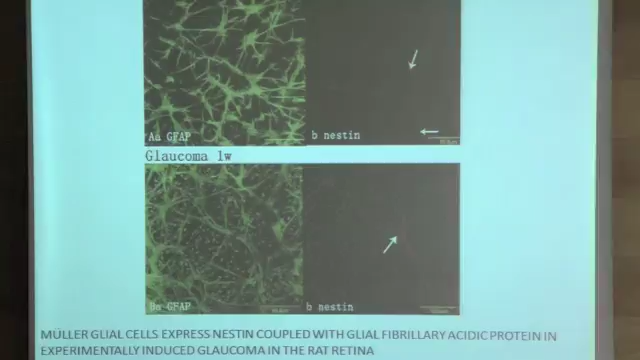 Aa GFAP
b nestin
Glaucoma 1w
Ba GFAP
b nestin
MÜLLER GLIAL CELLS EXPRESS NESTIN COUPLED WITH GLIAL FIBRILLARY ACIDIC PROTEIN IN
EXPERIMENTALLY INDUCED GLAUCOMA IN THE RAT RETINA